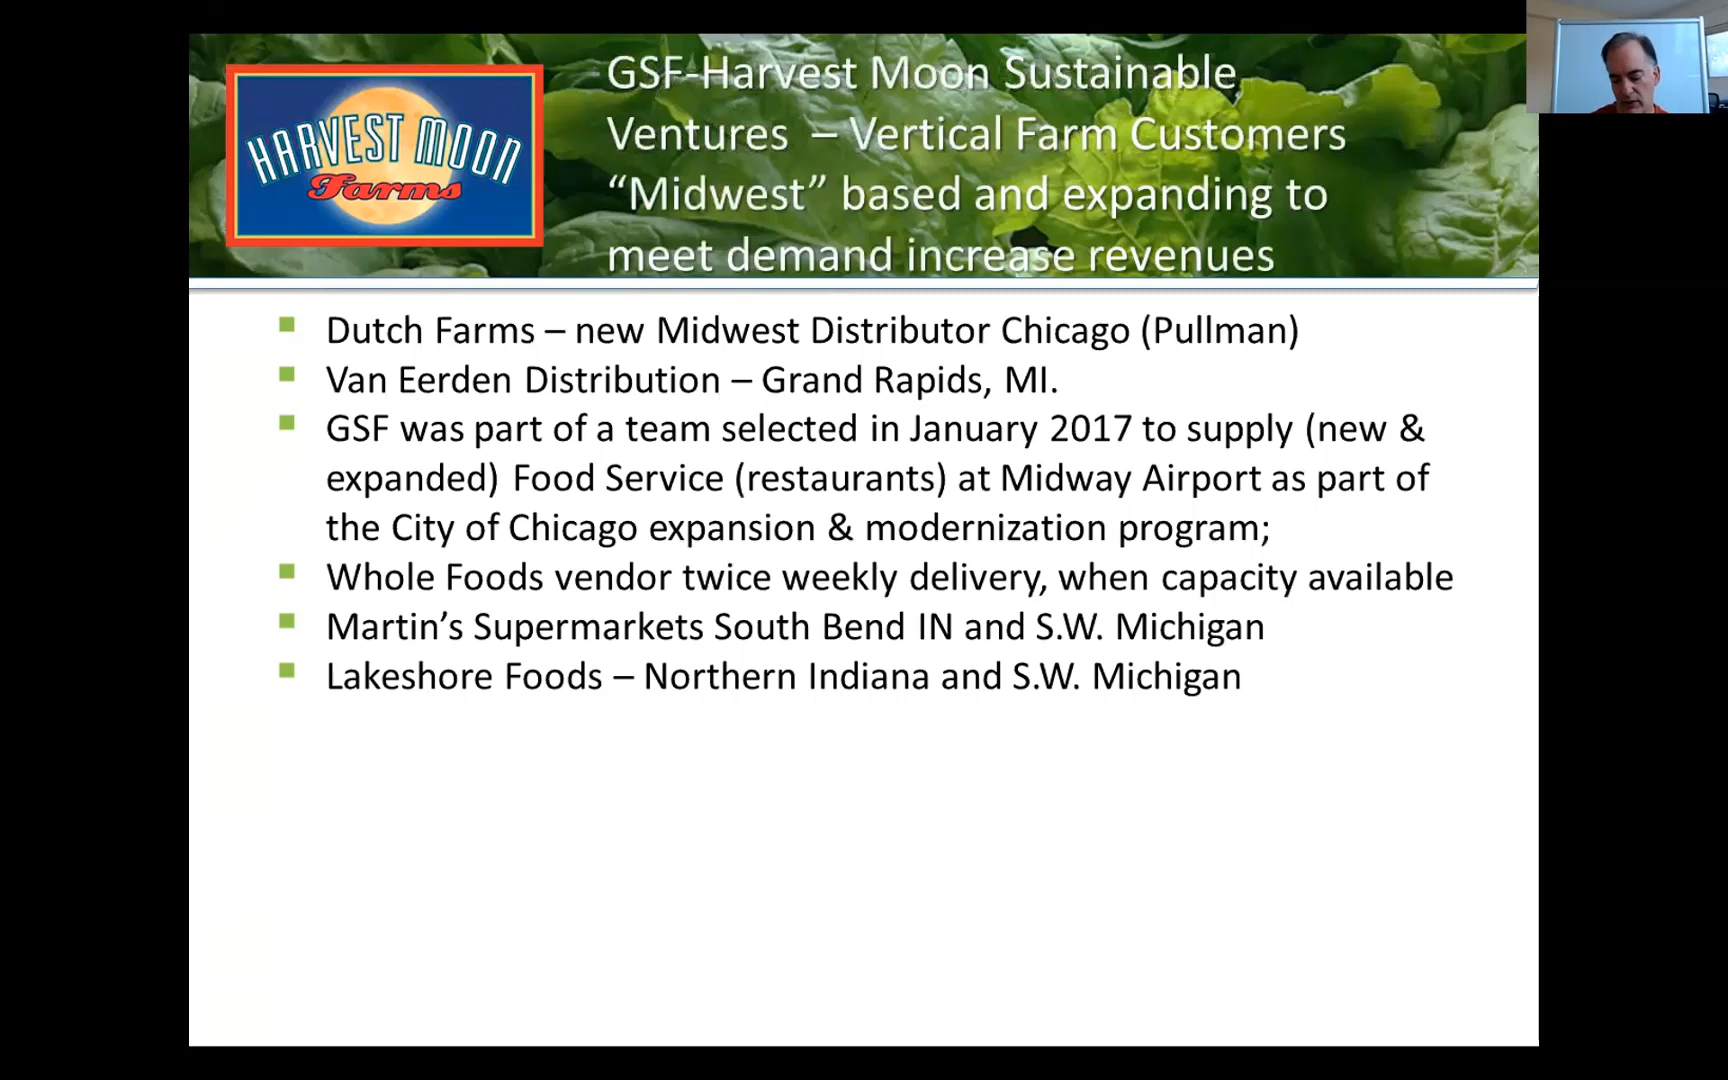 HARVEST MOON
Farms
GSF-Harvest Moon Sustainable
Ventures – Vertical Farm Customers
“Midwest” based and expanding to
meet demand increase revenues
Dutch Farms – new Midwest Distributor Chicago (Pullman)
Van Eerden Distribution – Grand Rapids, MI.
GSF was part of a team selected in January 2017 to supply (new &
expanded) Food Service (restaurants) at Midway Airport as part of
the City of Chicago expansion & modernization program;
Whole Foods vendor twice weekly delivery, when capacity available
Martin’s Supermarkets South Bend IN and S.W. Michigan
Lakeshore Foods – Northern Indiana and S.W. Michigan